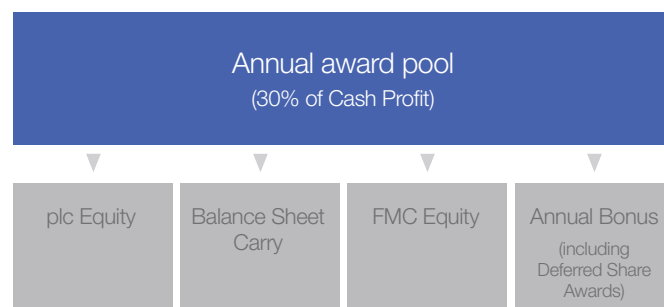 Annual award pool
(30% of Cash Profit)
plc Equity
Balance Sheet
Carry
FMC Equity
Annual Bonus
(including
Deferred Share
Awards)